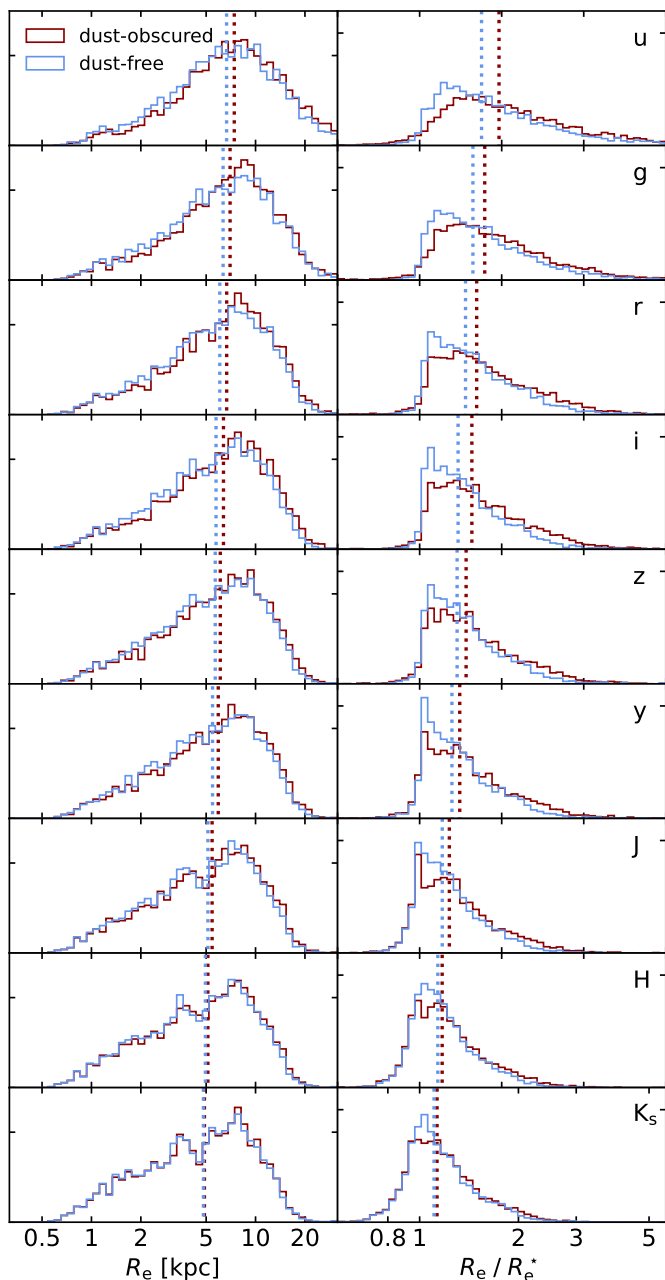 dust-obscured
dust-free
u
g
r
i
z
y
J
H
Kₛ
0.5 1 2 5 10 20
0.8 1 2 3 5
Rₑ [kpc]
Rₑ / Rₑ*